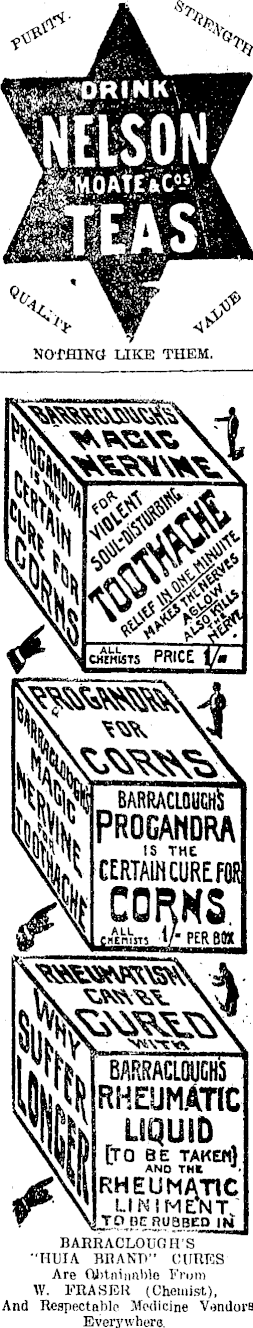 PURITY.
STRENGTH
DRINK
NELSON
MOATE & COS
TEAS
QUALITY
VALUE
NOTHING LIKE THEM.
BARRACLOUGH'S
MAGIC
NERVINE
PROGANDRA
IS THE
CERTAIN
CURE FOR
CORNS
FOR
VIOLENT
SOUL-DISTURBING
TOOTHACHE
RELIEF IN ONE MINUTE
MAKES THE NERVES
AGLOW
ALSO KILLS
NERVE.
ALL
CHEMISTS
PRICE 1/-
PROGANDRA
FOR
CORNS
BARRACLOUGH'S
MAGIC
NERVINE
FOR
TOOTHACHE
BARRACLOUGH'S
PROGANDRA
IS THE
CERTAIN CURE FOR
CORNS.
ALL
CHEMISTS
1/- PER BOX
RHEUMATISM
CAN BE
CURED
WITH
WHY
SUFFER
LONGER
BARRACLOUGH'S
RHEUMATIC
LIQUID
[TO BE TAKEN]
AND THE
RHEUMATIC
LINIMENT,
TO BE RUBBED IN
BARRACLOUGH'S
"HUIA BRAND" CURES
Are Obtainable From
W. FRASER (Chemist),
And Respectable Medicine Vendors
Everywhere.